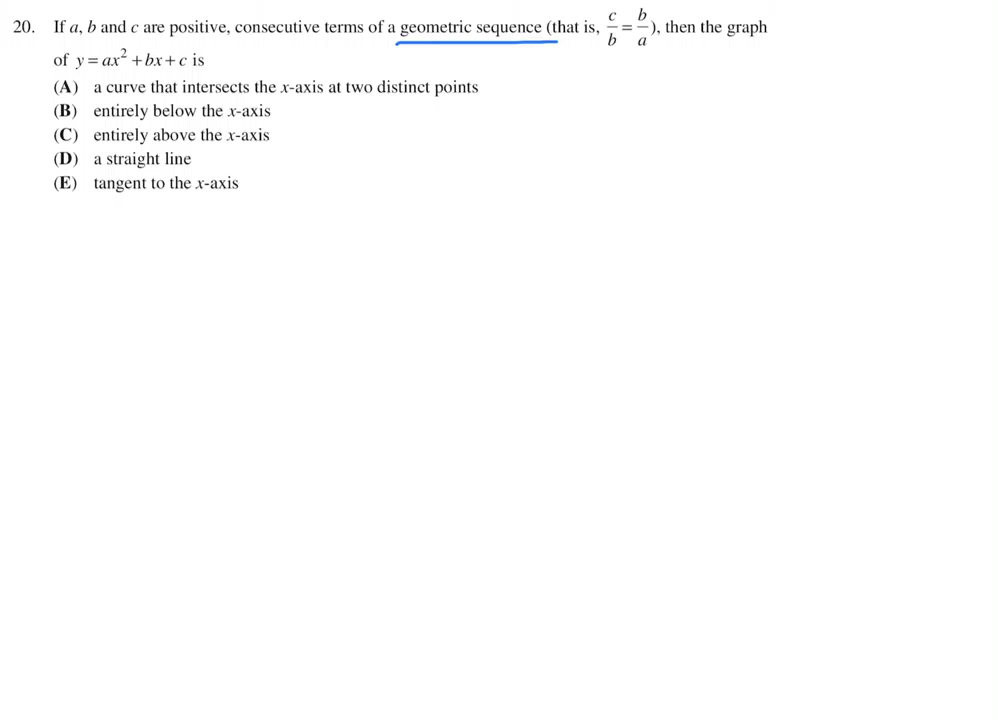 20. If a, b and c are positive, consecutive terms of a geometric sequence (that is, c/b = b/a), then the graph
of y = ax² + bx + c is
(A) a curve that intersects the x-axis at two distinct points
(B) entirely below the x-axis
(C) entirely above the x-axis
(D) a straight line
(E) tangent to the x-axis